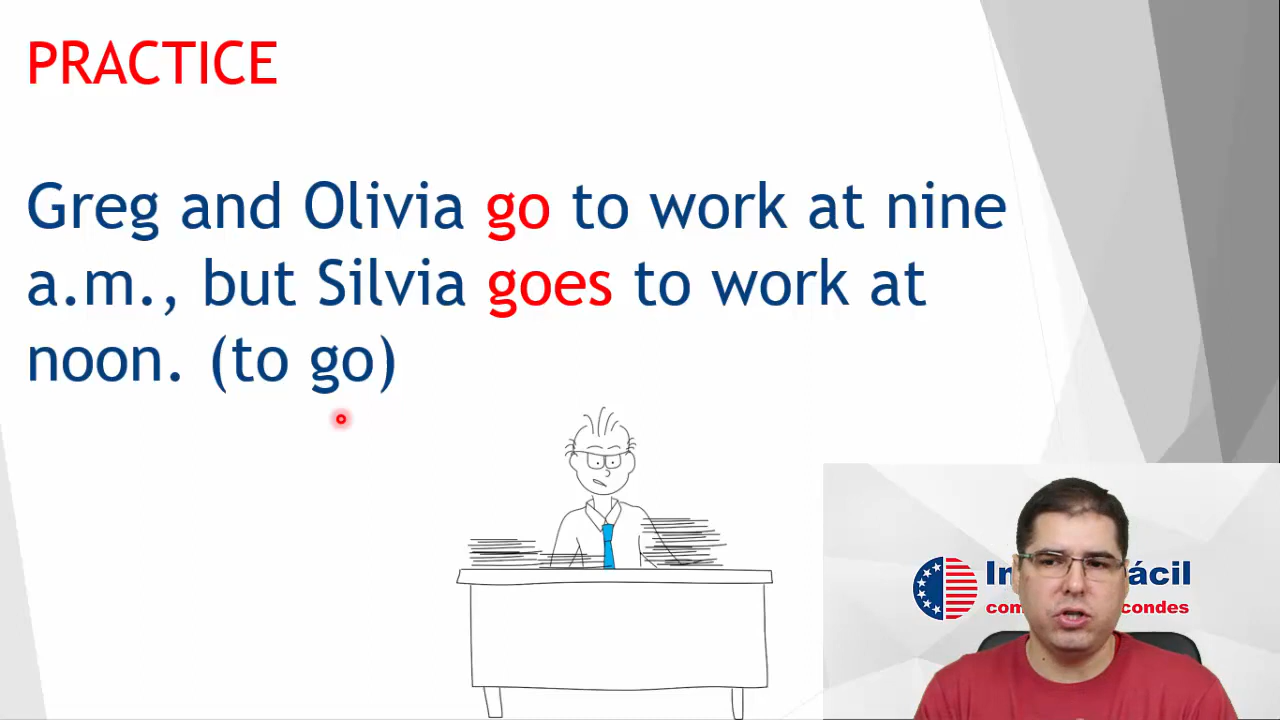 PRACTICE
Greg and Olivia go to work at nine
a.m., but Silvia goes to work at
noon. (to go)